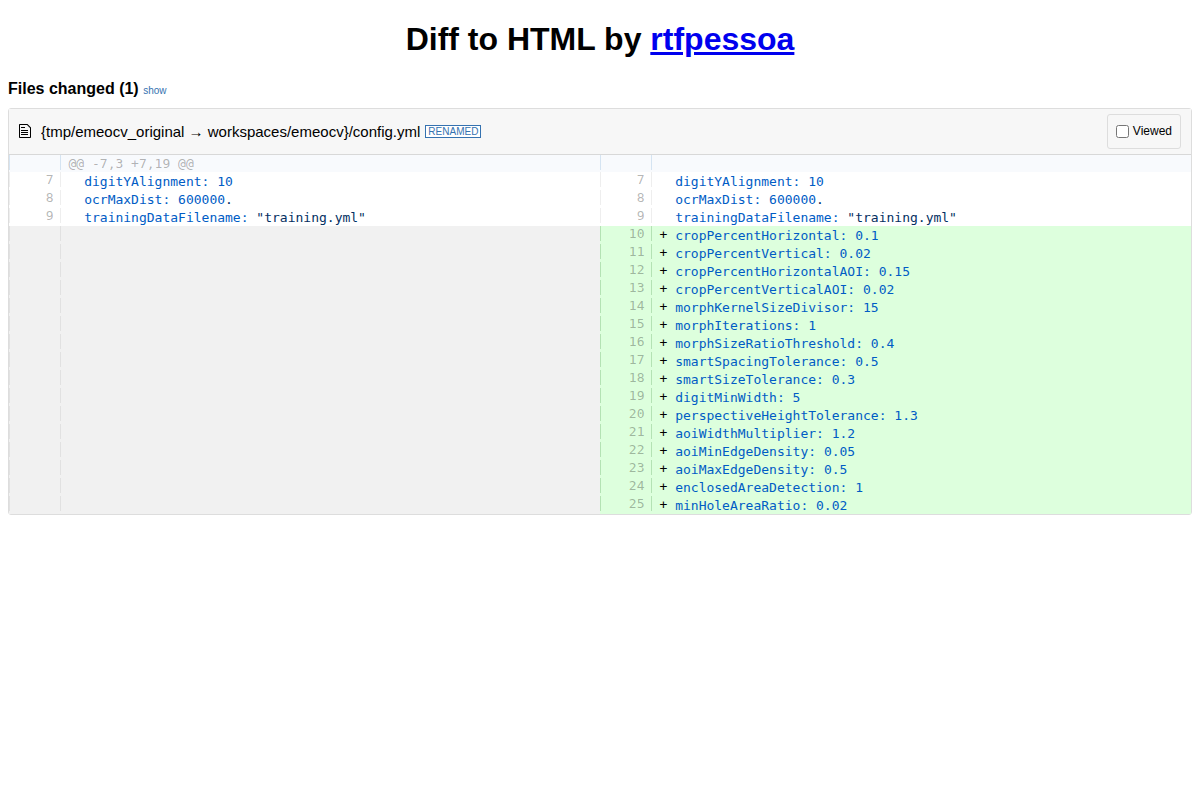 Diff to HTML by rtfpessoa
Files changed (1) show
{tmp/emeocv_original → workspaces/emeocv}/config.yml RENAMED Viewed
@@ -7,3 +7,19 @@
7 digitYAlignment: 10 7 digitYAlignment: 10
8 ocrMaxDist: 600000. 8 ocrMaxDist: 600000.
9 trainingDataFilename: "training.yml" 9 trainingDataFilename: "training.yml"
10 + cropPercentHorizontal: 0.1
11 + cropPercentVertical: 0.02
12 + cropPercentHorizontalAOI: 0.15
13 + cropPercentVerticalAOI: 0.02
14 + morphKernelSizeDivisor: 15
15 + morphIterations: 1
16 + morphSizeRatioThreshold: 0.4
17 + smartSpacingTolerance: 0.5
18 + smartSizeTolerance: 0.3
19 + digitMinWidth: 5
20 + perspectiveHeightTolerance: 1.3
21 + aoiWidthMultiplier: 1.2
22 + aoiMinEdgeDensity: 0.05
23 + aoiMaxEdgeDensity: 0.5
24 + enclosedAreaDetection: 1
25 + minHoleAreaRatio: 0.02